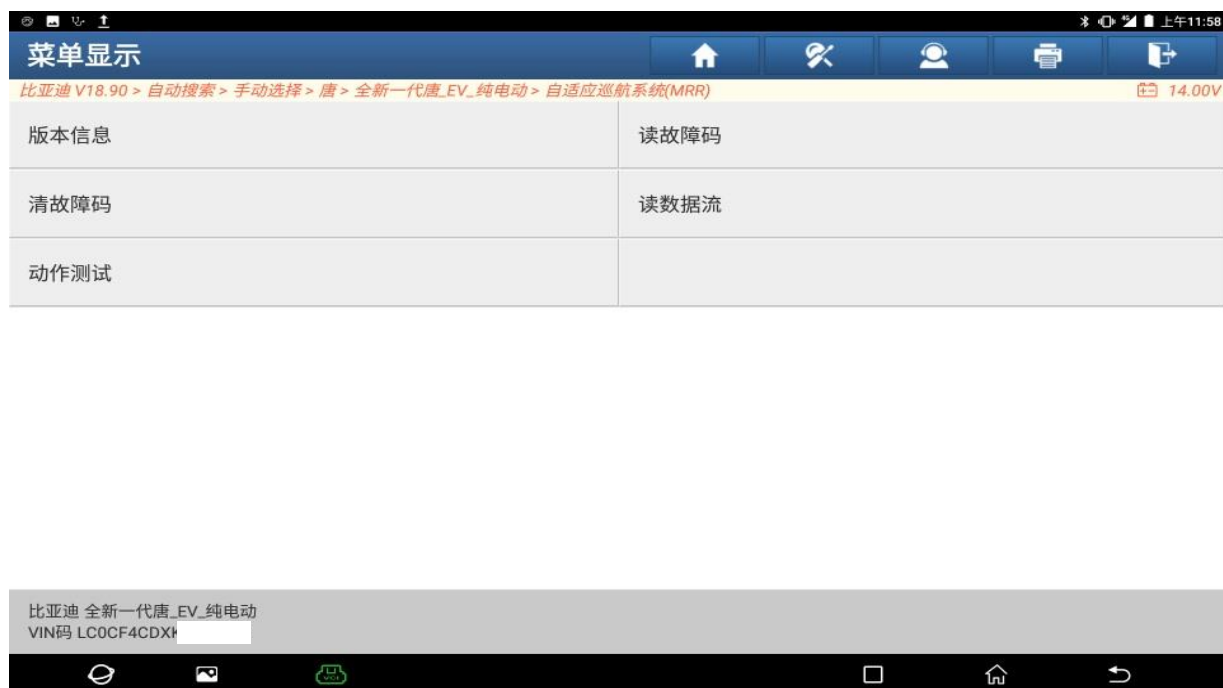 上午11:58
菜单显示
比亚迪 V18.90 > 自动搜索 > 手动选择 > 唐 > 全新一代唐_EV_纯电动 > 自适应巡航系统(MRR)
14.00V
版本信息
读故障码
清故障码
读数据流
动作测试
比亚迪 全新一代唐_EV_纯电动
VIN码 LC0CF4CDX
VCI